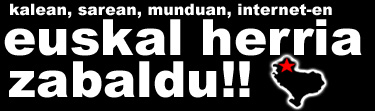 kalean, sarean, munduan, internet-en
euskal herria
zabaldu!!